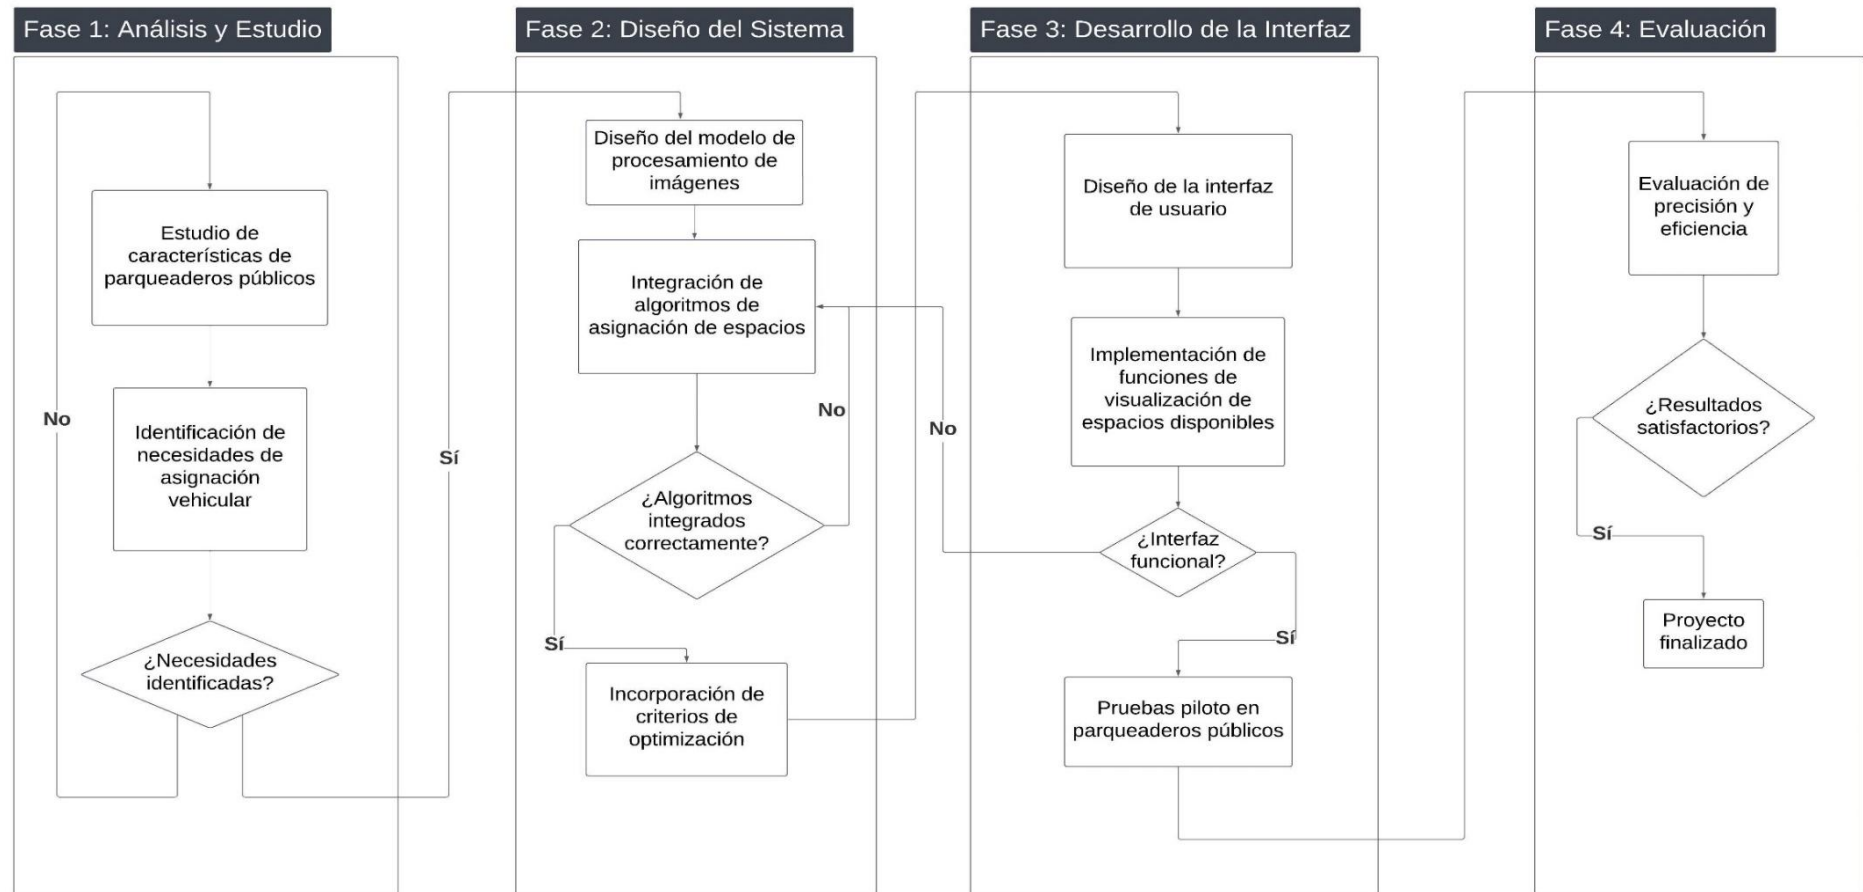 Fase 1: Análisis y Estudio
Estudio de
características de
parqueaderos públicos
Identificación de
necesidades de
asignación
vehicular
No
¿Necesidades
identificadas?
Sí
Fase 2: Diseño del Sistema
Diseño del modelo de
procesamiento de
imágenes
Integración de
algoritmos de
asignación de espacios
No
¿Algoritmos
integrados
correctamente?
Sí
Incorporación de
criterios de
optimización
Fase 3: Desarrollo de la Interfaz
Diseño de la interfaz
de usuario
Implementación de
funciones de
visualización de
espacios disponibles
No
¿Interfaz
funcional?
Sí
Pruebas piloto en
parqueaderos públicos
Fase 4: Evaluación
Evaluación de
precisión y
eficiencia
¿Resultados
satisfactorios?
Sí
Proyecto
finalizado